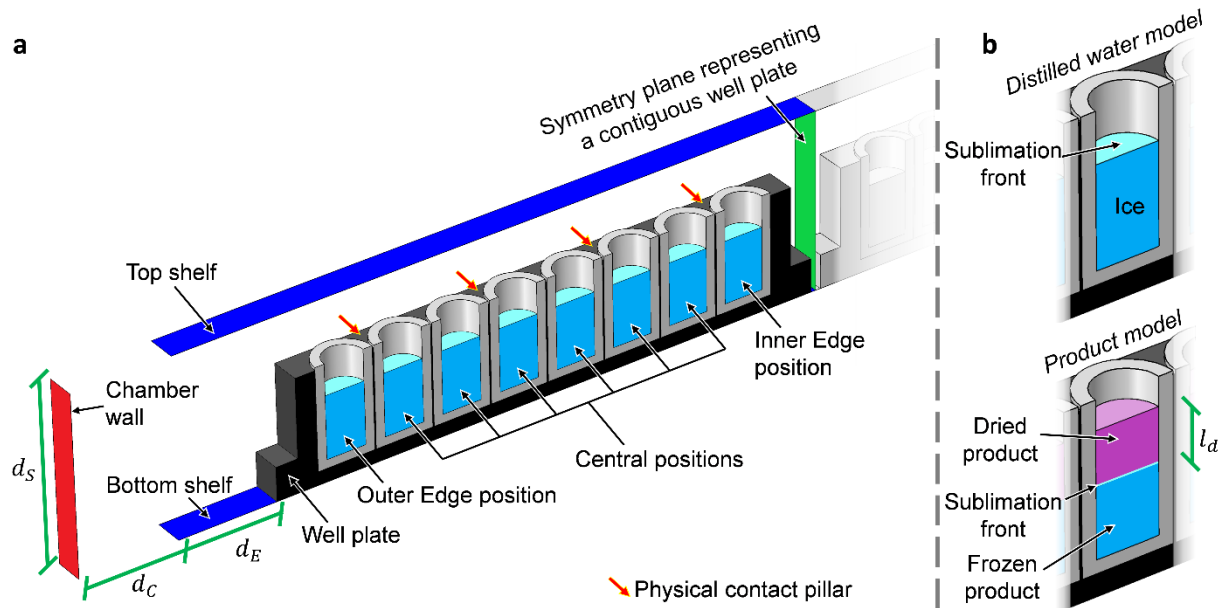 a
Symmetry plane representing
a contiguous well plate
Top shelf
Chamber
wall
d_S
Bottom shelf
d_C
d_E
Well plate
Outer Edge position
Central positions
Inner Edge
position
Physical contact pillar
b
Distilled water model
Sublimation
front
Ice
Product model
Dried
product
l_d
Sublimation
front
Frozen
product